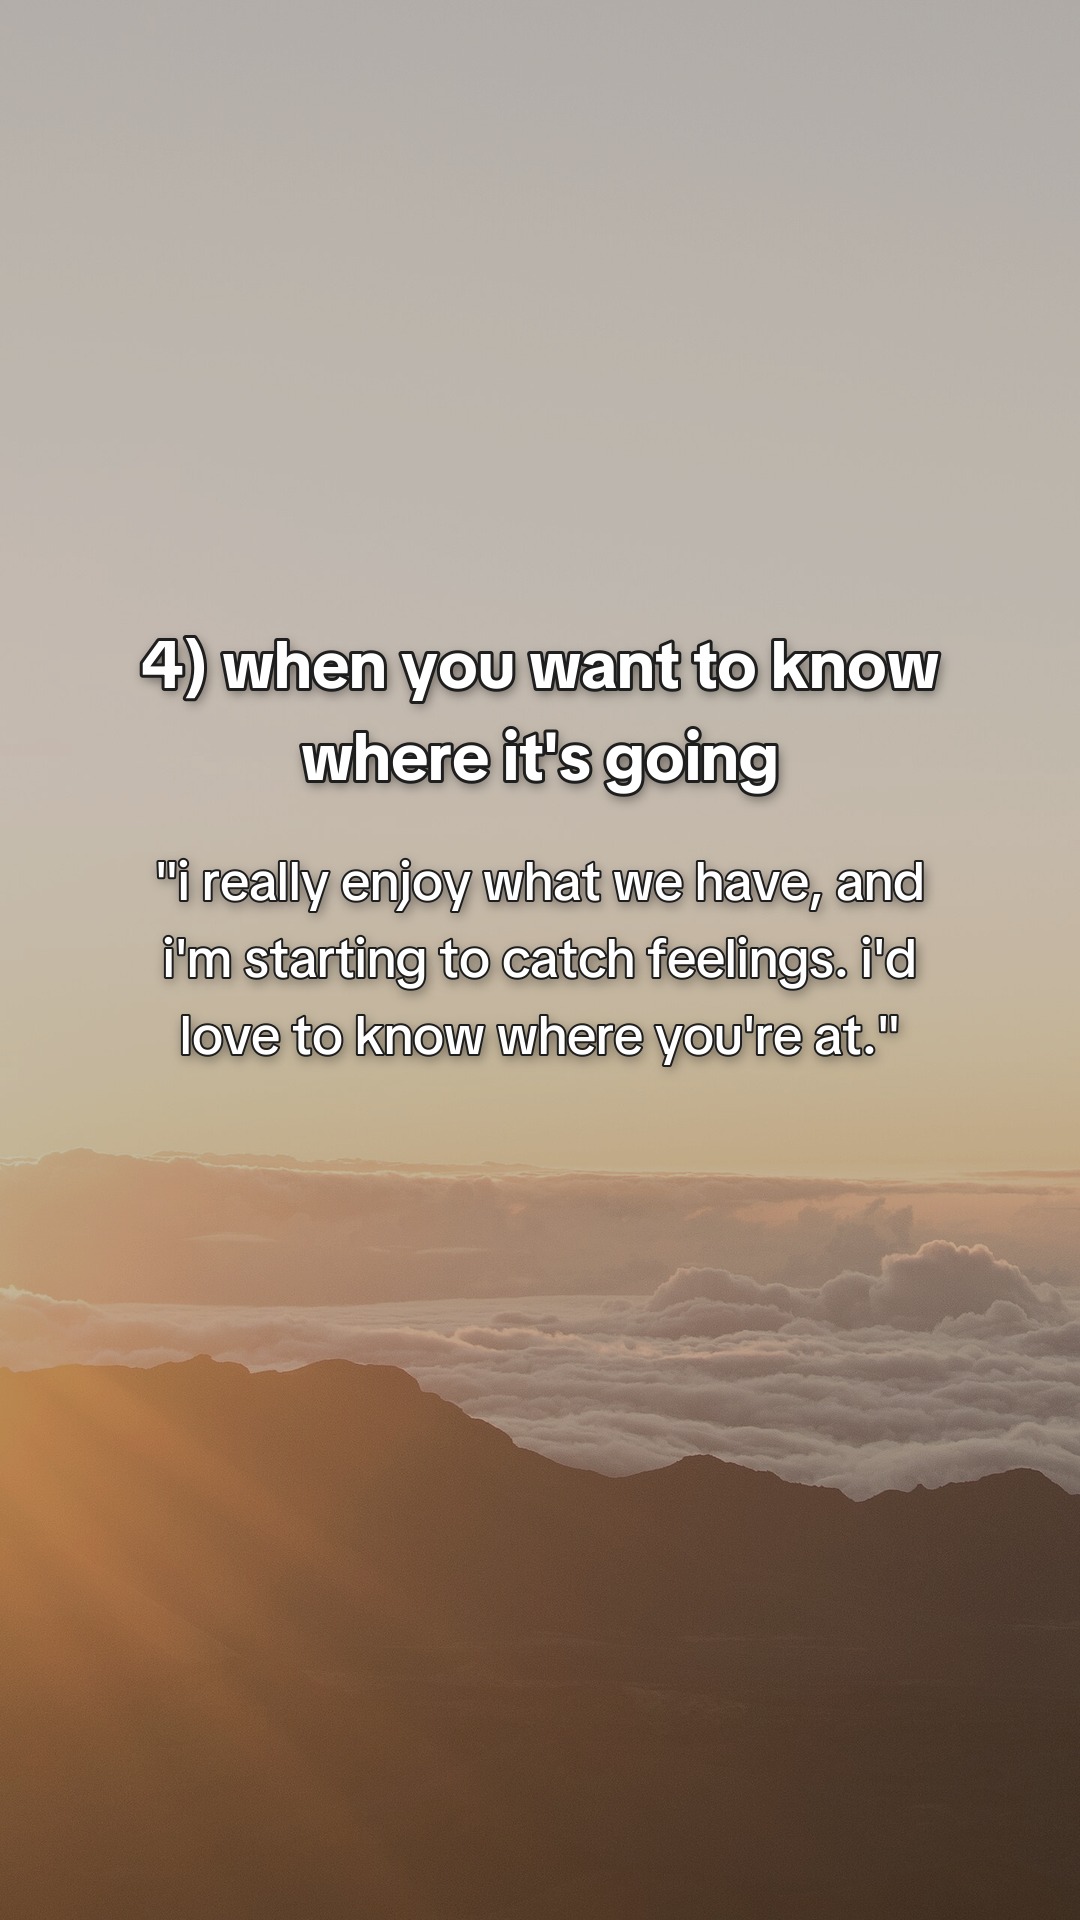 4) when you want to know
where it's going
"i really enjoy what we have, and
i'm starting to catch feelings. i'd
love to know where you're at."